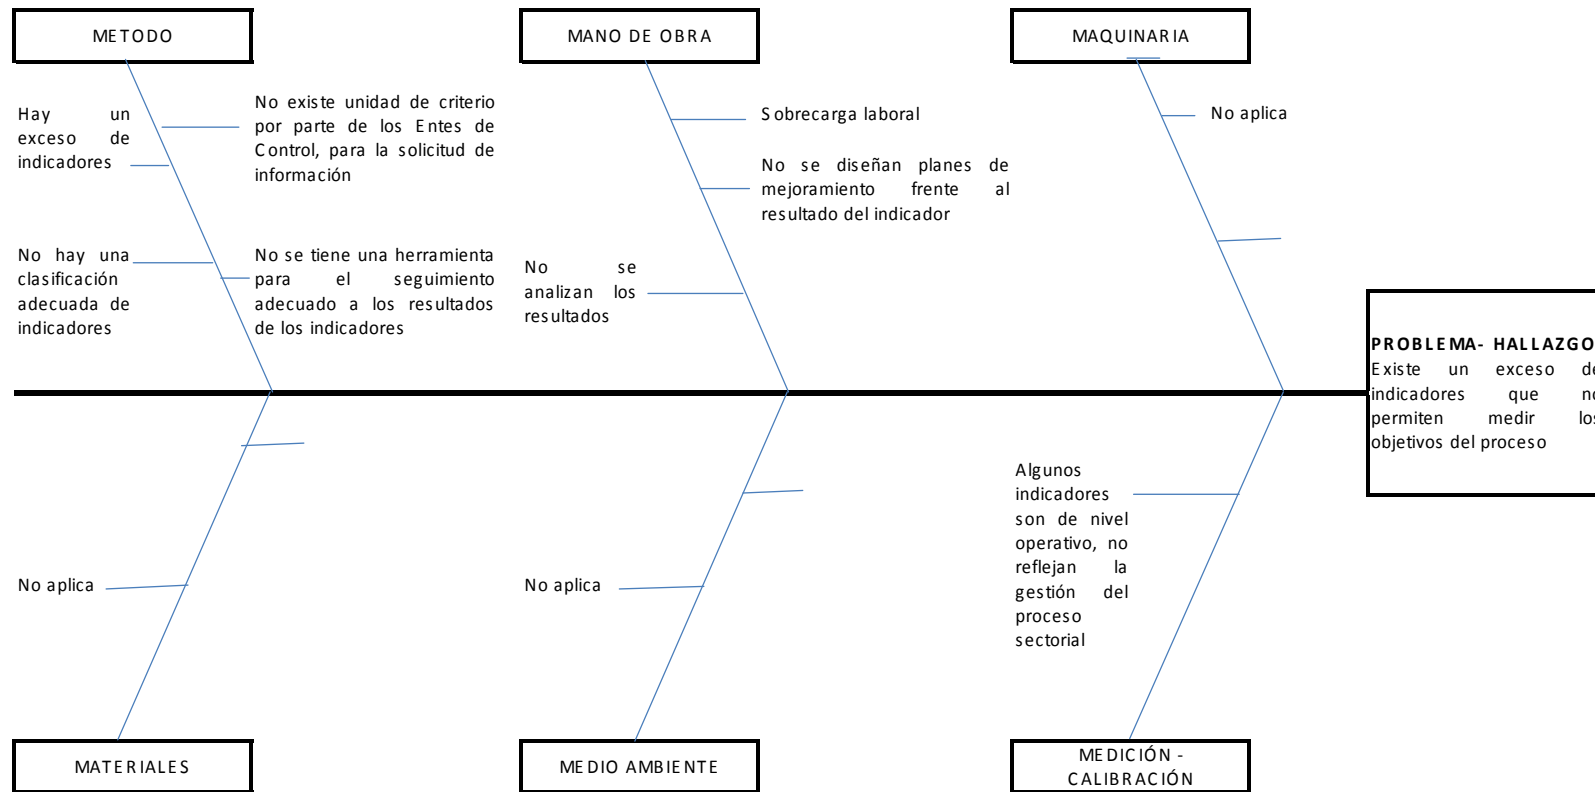 METODO
MANO DE OBRA
MAQUINARIA
Hay un
exceso de
indicadores
No existe unidad de criterio
por parte de los Entes de
Control, para la solicitud de
información
Sobrecarga laboral
No se diseñan planes de
mejoramiento frente al
resultado del indicador
No aplica
No hay una
clasificación
adecuada de
indicadores
No se tiene una herramienta
para el seguimiento
adecuado a los resultados
de los indicadores
No se
analizan los
resultados
PROBLEMA- HALLAZGO
Existe un exceso de
indicadores que no
permiten medir los
objetivos del proceso
No aplica
No aplica
Algunos
indicadores
son de nivel
operativo, no
reflejan la
gestión del
proceso
sectorial
MATERIALES
MEDIO AMBIENTE
MEDICIÓN -
CALIBRACIÓN